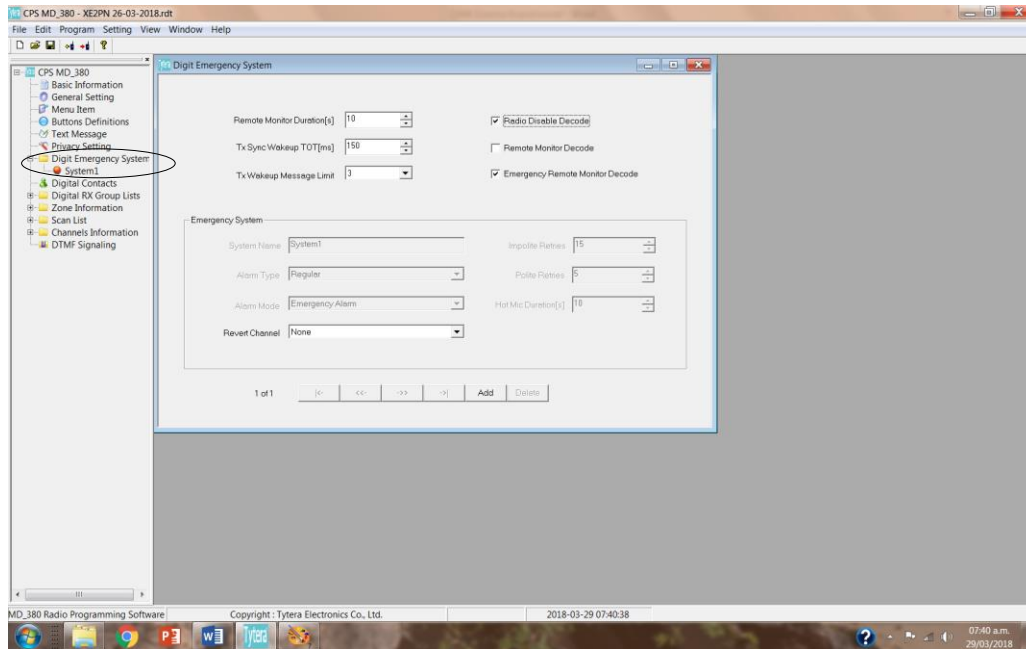 CPS MD_380 - XE2PN 26-03-2018.rdt
File Edit Program Setting View Window Help
CPS MD_380
Basic Information
General Setting
Menu Item
Buttons Definitions
Text Message
Privacy Setting
Digit Emergency System
System1
Digital Contacts
Digital RX Group Lists
Zone Information
Scan List
Channels Information
DTMF Signaling
Digit Emergency System
Remote Monitor Duration[s] 10
Radio Disable Decode
Tx Sync Wakeup TOT[ms] 150
Remote Monitor Decode
Tx Wakeup Message Limit 3
Emergency Remote Monitor Decode
Emergency System
System Name System1
Impolite Retries 15
Alarm Type Regular
Polite Retries 5
Alarm Mode Emergency Alarm
Hot Mic Duration[s] 10
Revert Channel None
1 of 1 |<- <<- ->> ->| Add Delete
MD_380 Radio Programming Software Copyright : Tytera Electronics Co., Ltd. 2018-03-29 07:40:38
Tytera
07:40 a.m.
29/03/2018